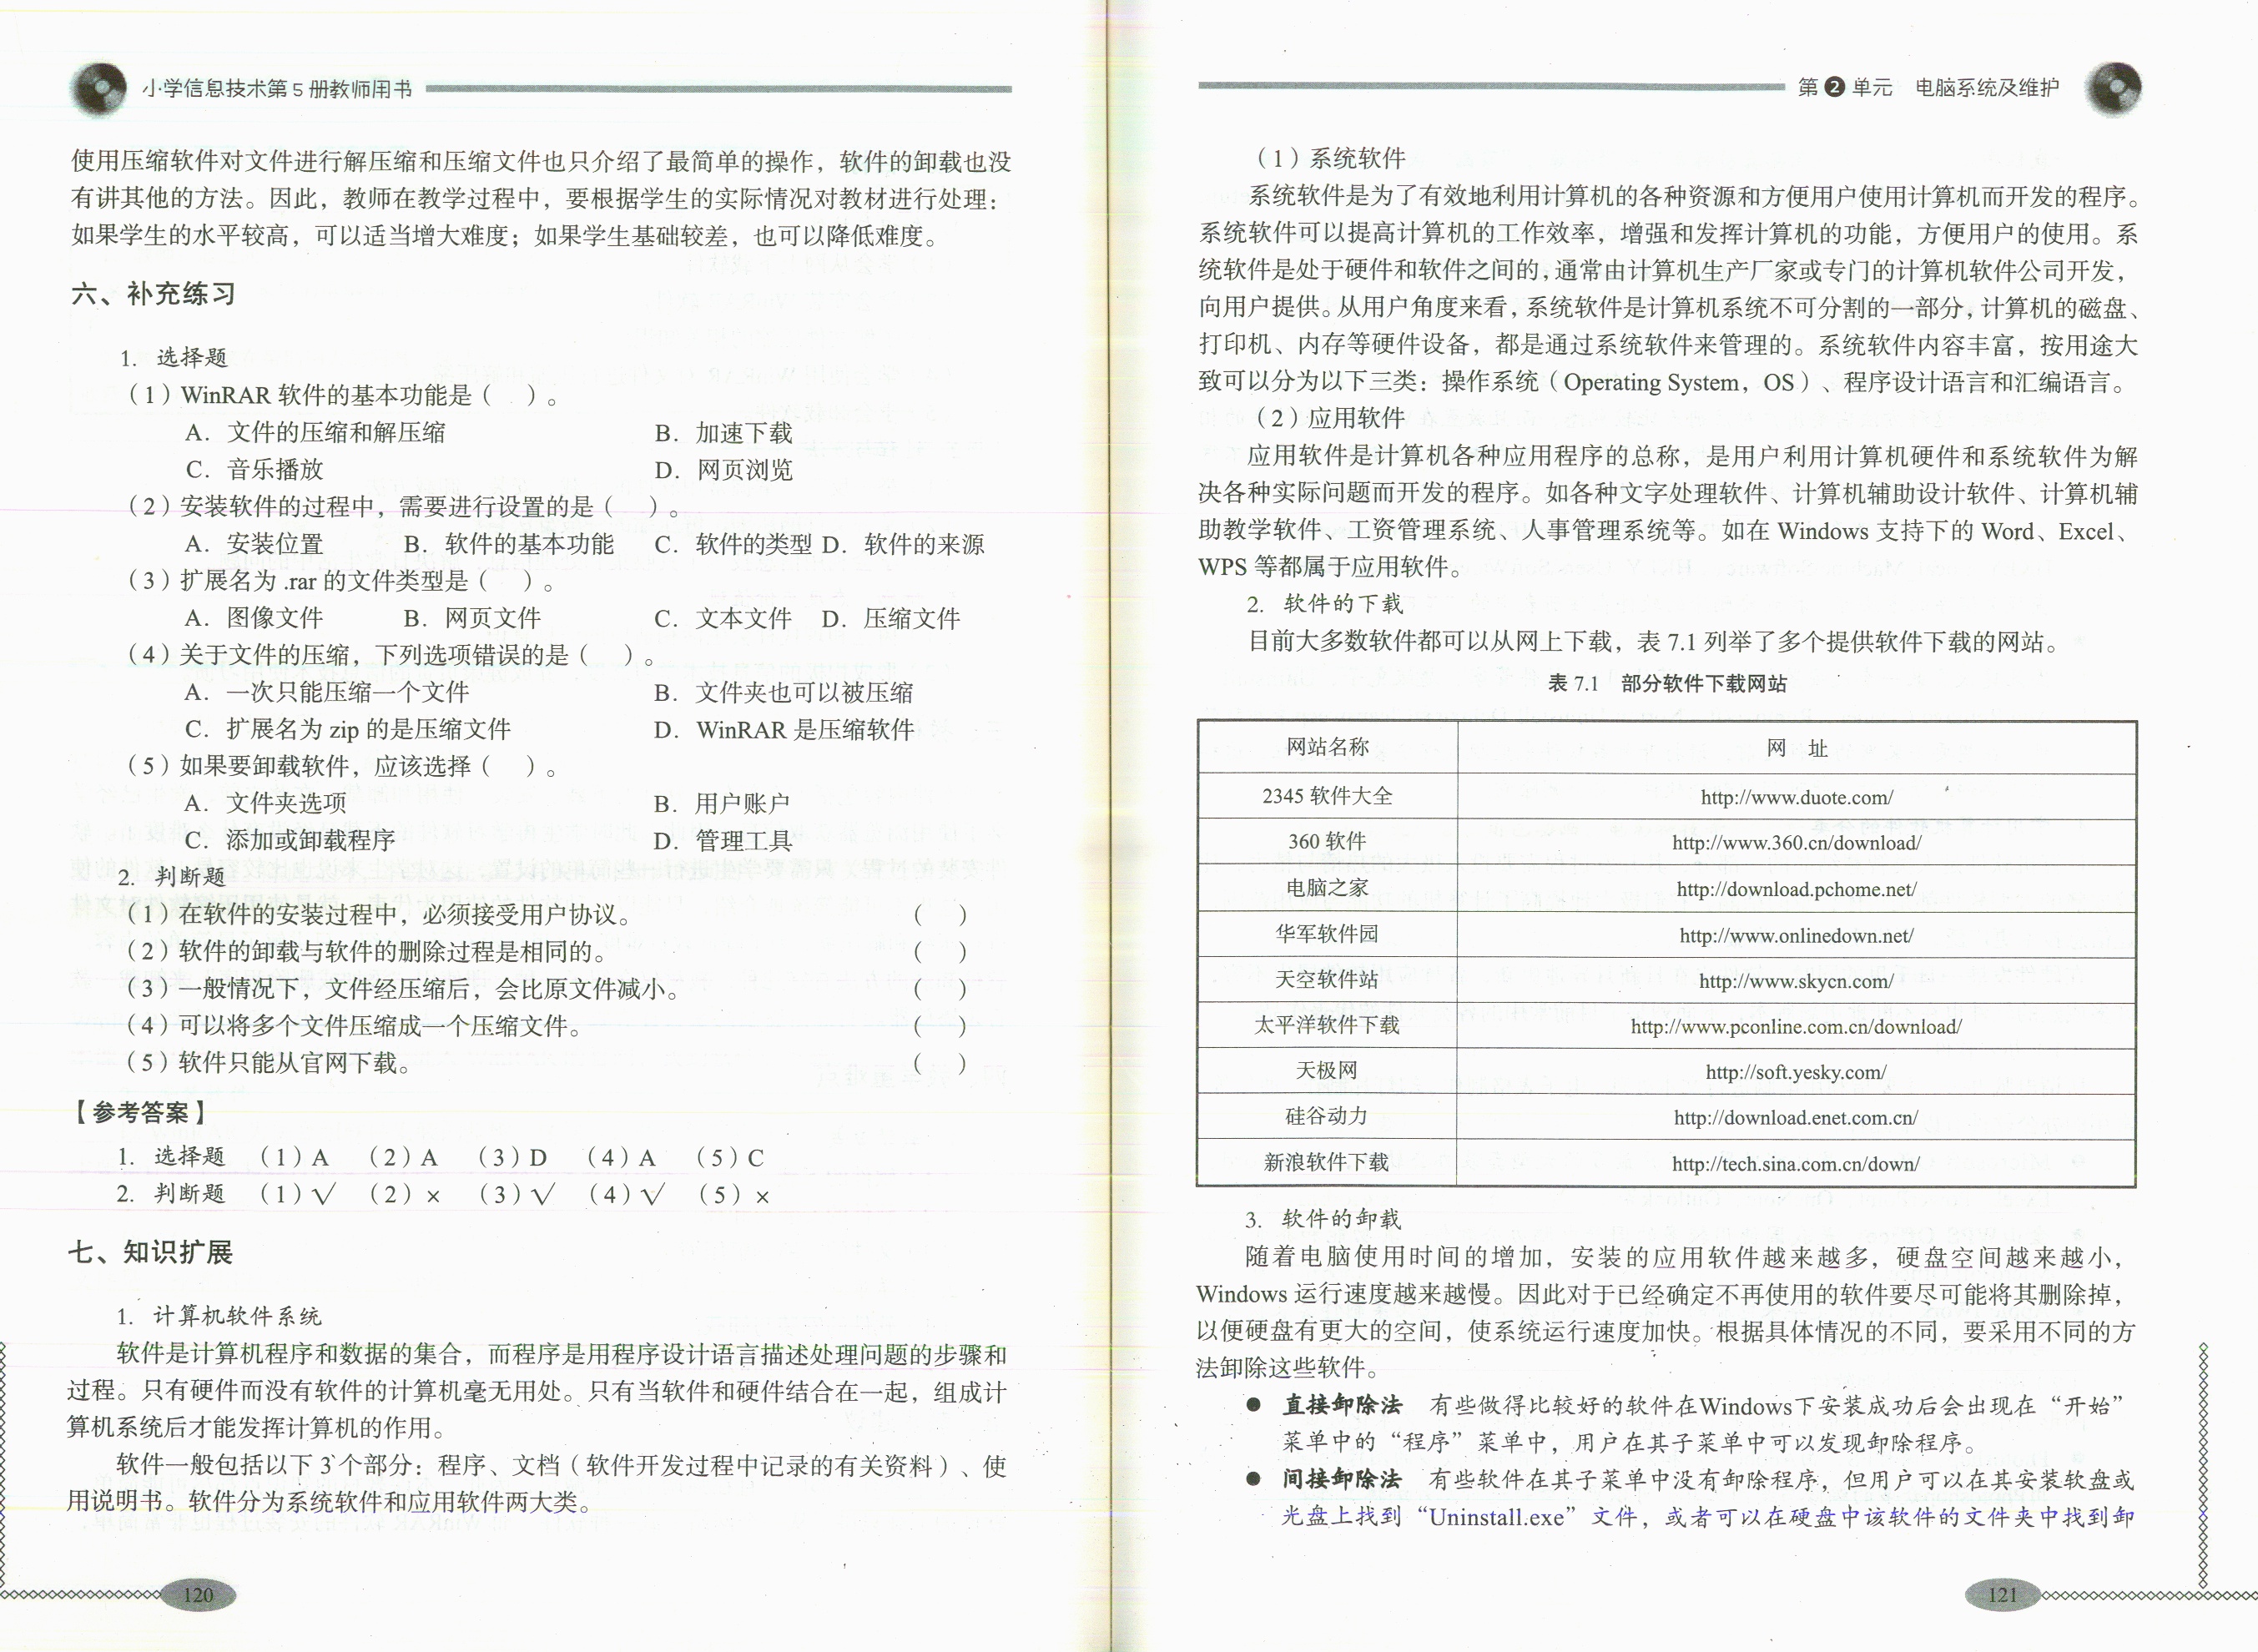 小学信息技术第5册教师用书
使用压缩软件对文件进行解压缩和压缩文件也只介绍了最简单的操作，软件的卸载也没
有讲其他的方法。因此，教师在教学过程中，要根据学生的实际情况对教材进行处理：
如果学生的水平较高，可以适当增大难度；如果学生基础较差，也可以降低难度。
六、补充练习
1. 选择题
（1）WinRAR 软件的基本功能是（　）。
A. 文件的压缩和解压缩 B. 加速下载
C. 音乐播放 D. 网页浏览
（2）安装软件的过程中，需要进行设置的是（　）。
A. 安装位置 B. 软件的基本功能 C. 软件的类型 D. 软件的来源
（3）扩展名为 .rar 的文件类型是（　）。
A. 图像文件 B. 网页文件 C. 文本文件 D. 压缩文件
（4）关于文件的压缩，下列选项错误的是（　）。
A. 一次只能压缩一个文件 B. 文件夹也可以被压缩
C. 扩展名为 zip 的是压缩文件 D. WinRAR 是压缩软件
（5）如果要卸载软件，应该选择（　）。
A. 文件夹选项 B. 用户账户
C. 添加或卸载程序 D. 管理工具
2. 判断题
（1）在软件的安装过程中，必须接受用户协议。 （　）
（2）软件的卸载与软件的删除过程是相同的。 （　）
（3）一般情况下，文件经压缩后，会比原文件减小。 （　）
（4）可以将多个文件压缩成一个压缩文件。 （　）
（5）软件只能从官网下载。 （　）
【参考答案】
1. 选择题 （1）A （2）A （3）D （4）A （5）C
2. 判断题 （1）√ （2）× （3）√ （4）√ （5）×
七、知识扩展
1. 计算机软件系统
软件是计算机程序和数据的集合，而程序是用程序设计语言描述处理问题的步骤和
过程。只有硬件而没有软件的计算机毫无用处。只有当软件和硬件结合在一起，组成计
算机系统后才能发挥计算机的作用。
软件一般包括以下 3 个部分：程序、文档（软件开发过程中记录的有关资料）、使
用说明书。软件分为系统软件和应用软件两大类。
120
第2单元 电脑系统及维护
（1）系统软件
系统软件是为了有效地利用计算机的各种资源和方便用户使用计算机而开发的程序。
系统软件可以提高计算机的工作效率，增强和发挥计算机的功能，方便用户的使用。系
统软件是处于硬件和软件之间的，通常由计算机生产厂家或专门的计算机软件公司开发，
向用户提供。从用户角度来看，系统软件是计算机系统不可分割的一部分，计算机的磁盘、
打印机、内存等硬件设备，都是通过系统软件来管理的。系统软件内容丰富，按用途大
致可以分为以下三类：操作系统（Operating System，OS）、程序设计语言和汇编语言。
（2）应用软件
应用软件是计算机各种应用程序的总称，是用户利用计算机硬件和系统软件为解
决各种实际问题而开发的程序。如各种文字处理软件、计算机辅助设计软件、计算机辅
助教学软件、工资管理系统、人事管理系统等。如在 Windows 支持下的 Word、Excel、
WPS 等都属于应用软件。
2. 软件的下载
目前大多数软件都可以从网上下载，表 7.1 列举了多个提供软件下载的网站。
表 7.1 部分软件下载网站
网站名称 网 址
2345 软件大全 http://www.duote.com/
360 软件 http://www.360.cn/download/
电脑之家 http://download.pchome.net/
华军软件园 http://www.onlinedown.net/
天空软件站 http://www.skycn.com/
太平洋软件下载 http://www.pconline.com.cn/download/
天极网 http://soft.yesky.com/
硅谷动力 http://download.enet.com.cn/
新浪软件下载 http://tech.sina.com.cn/down/
3. 软件的卸载
随着电脑使用时间的增加，安装的应用软件越来越多，硬盘空间越来越小，
Windows 运行速度越来越慢。因此对于已经确定不再使用的软件要尽可能将其删除掉，
以便硬盘有更大的空间，使系统运行速度加快。根据具体情况的不同，要采用不同的方
法卸除这些软件。
● 直接卸除法 有些做得比较好的软件在Windows下安装成功后会出现在“开始”
菜单中的“程序”菜单中，用户在其子菜单中可以发现卸除程序。
● 间接卸除法 有些软件在其子菜单中没有卸除程序，但用户可以在其安装软盘或
光盘上找到“Uninstall.exe”文件，或者可以在硬盘中该软件的文件夹中找到卸
121